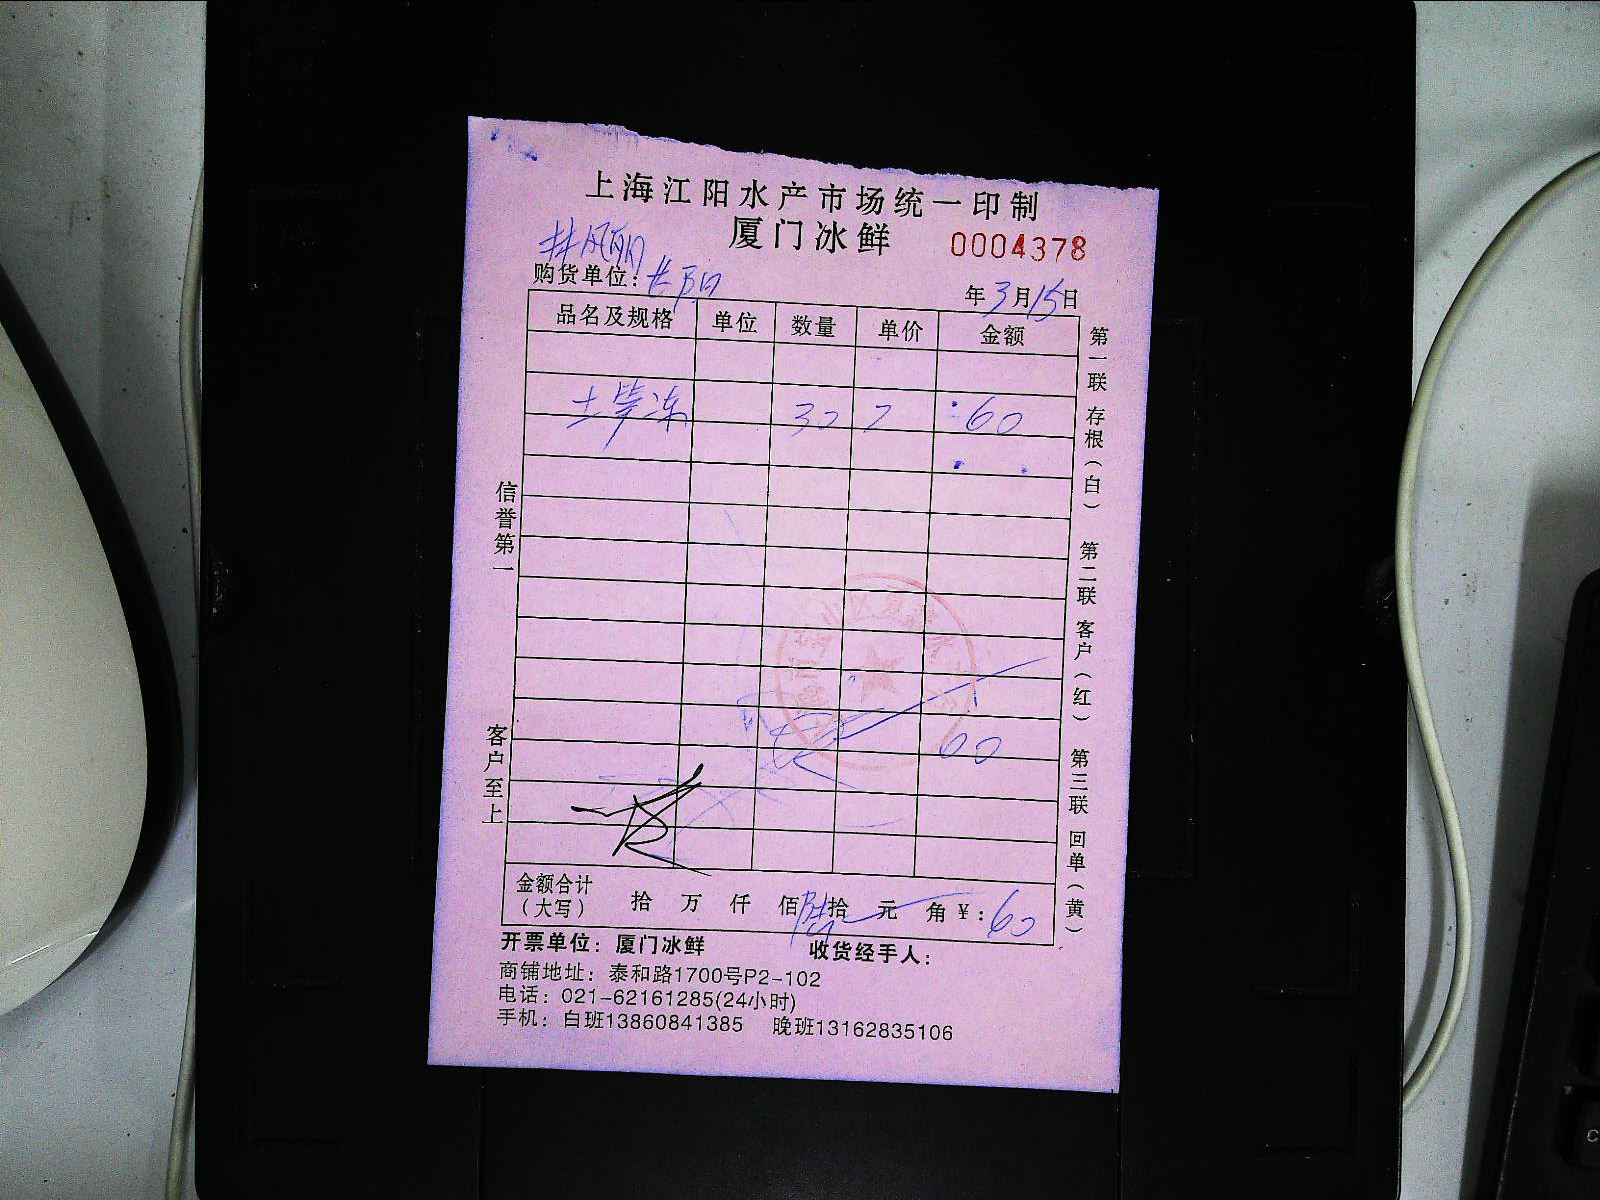 上海江阳水产市场统一印制
厦门冰鲜
0004378
购货单位：长阳
年3月15日
品名及规格 单位 数量 单价 金额
土笋冻 30 2 60
00
信誉第一
客户至上
第一联 存根（白）
第二联 客户（红）
第三联 回单（黄）
金额合计（大写） 拾 万 仟 佰 陆拾 元 角 ￥：60
开票单位：厦门冰鲜 收货经手人：
商铺地址：泰和路1700号P2-102
电话：021-62161285(24小时)
手机：白班13860841385 晚班13162835106